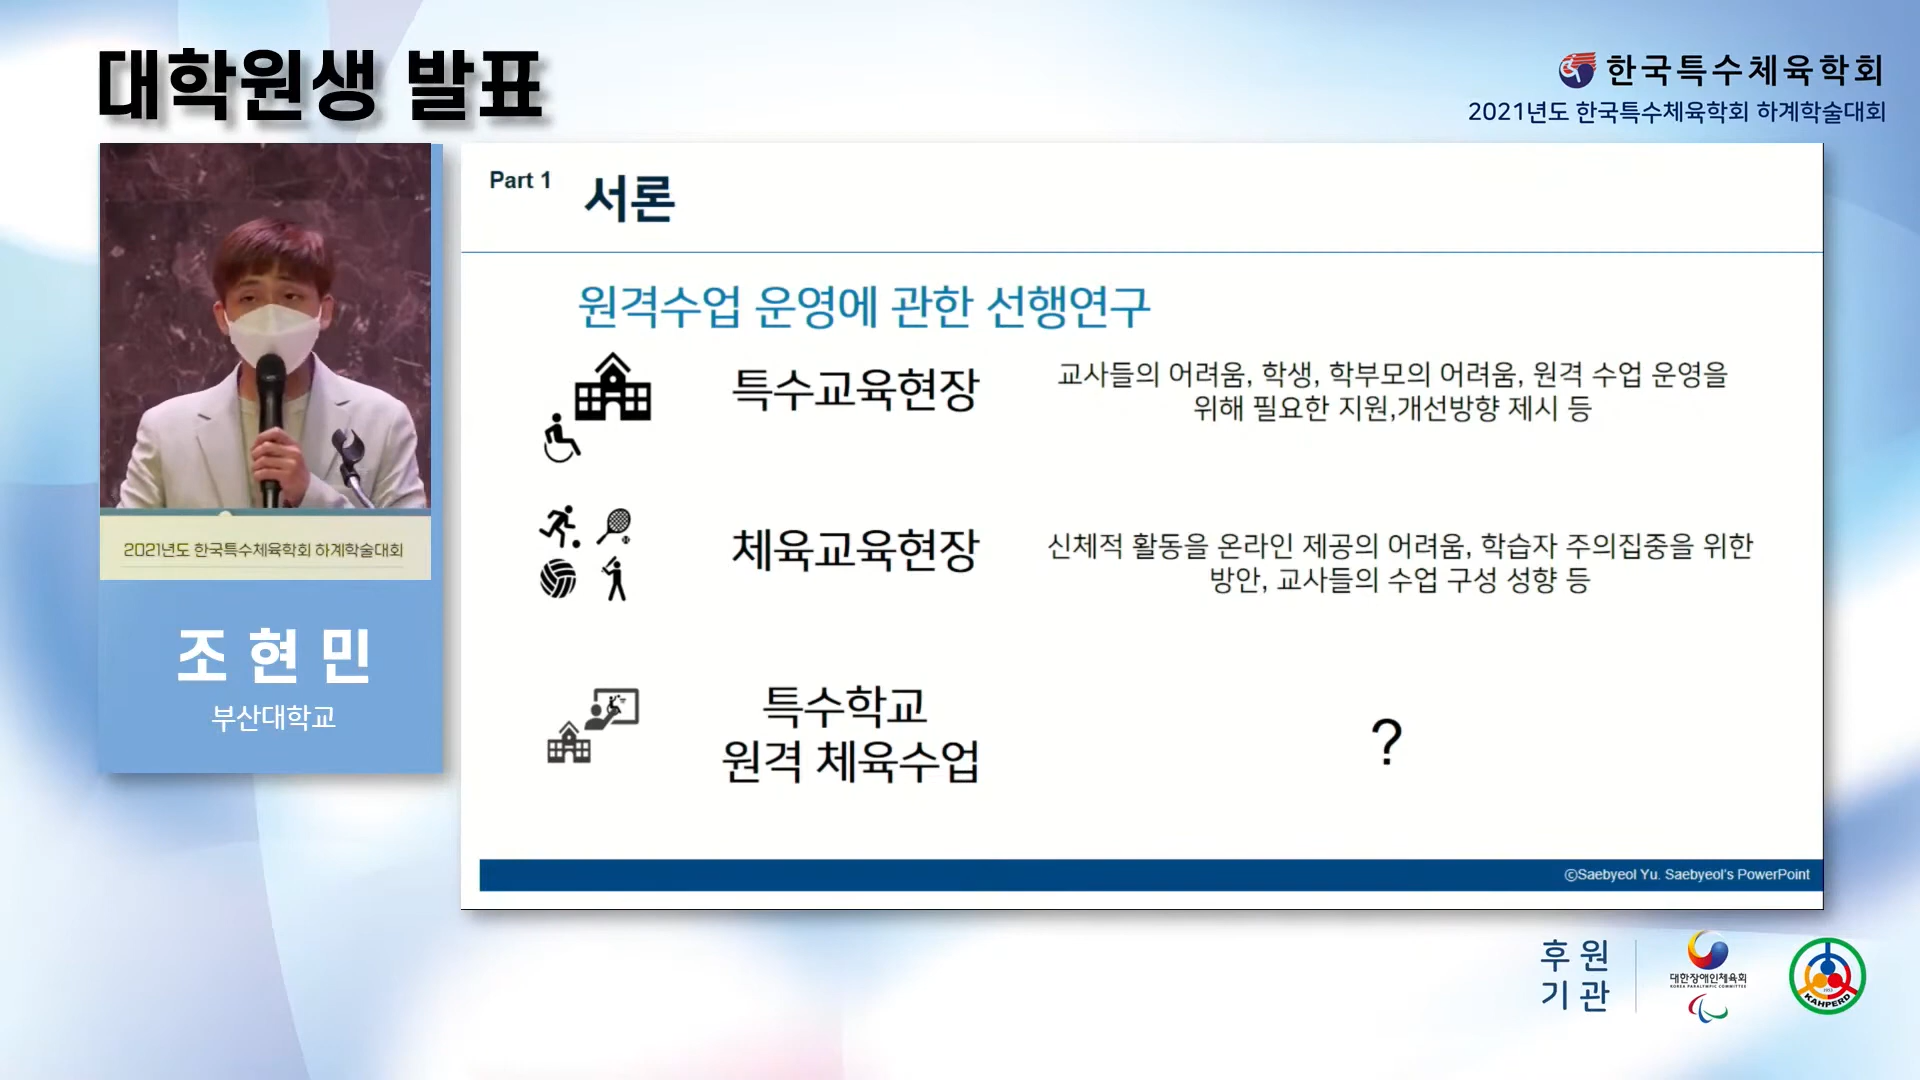 대학원생 발표
한국특수체육학회
2021년도 한국특수체육학회 하계학술대회
2021년도 한국특수체육학회 하계학술대회
조현민
부산대학교
Part 1
서론
원격수업 운영에 관한 선행연구
특수교육현장
교사들의 어려움, 학생, 학부모의 어려움, 원격 수업 운영을
위해 필요한 지원,개선방향 제시 등
체육교육현장
신체적 활동을 온라인 제공의 어려움, 학습자 주의집중을 위한
방안, 교사들의 수업 구성 성향 등
특수학교
원격 체육수업
?
ⓒSaebyeol Yu. Saebyeol's PowerPoint
후원
기관
대한장애인체육회
KOREA PARALYMPIC COMMITTEE
1953
KAHPERD